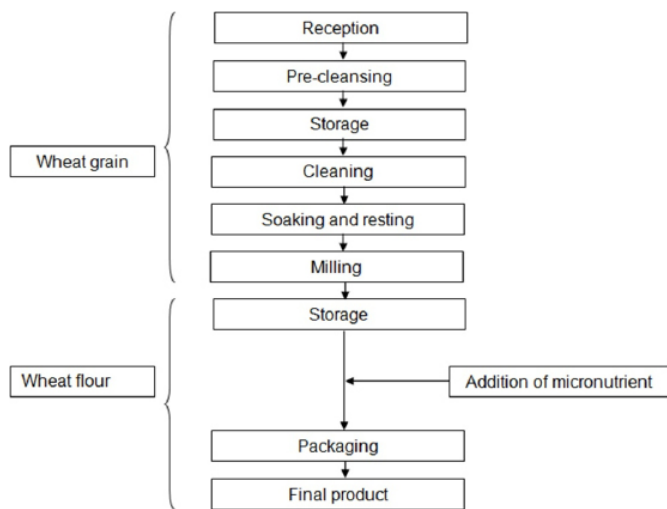 Reception
Pre-cleansing
Storage
Wheat grain
Cleaning
Soaking and resting
Milling
Storage
Wheat flour
Addition of micronutrient
Packaging
Final product